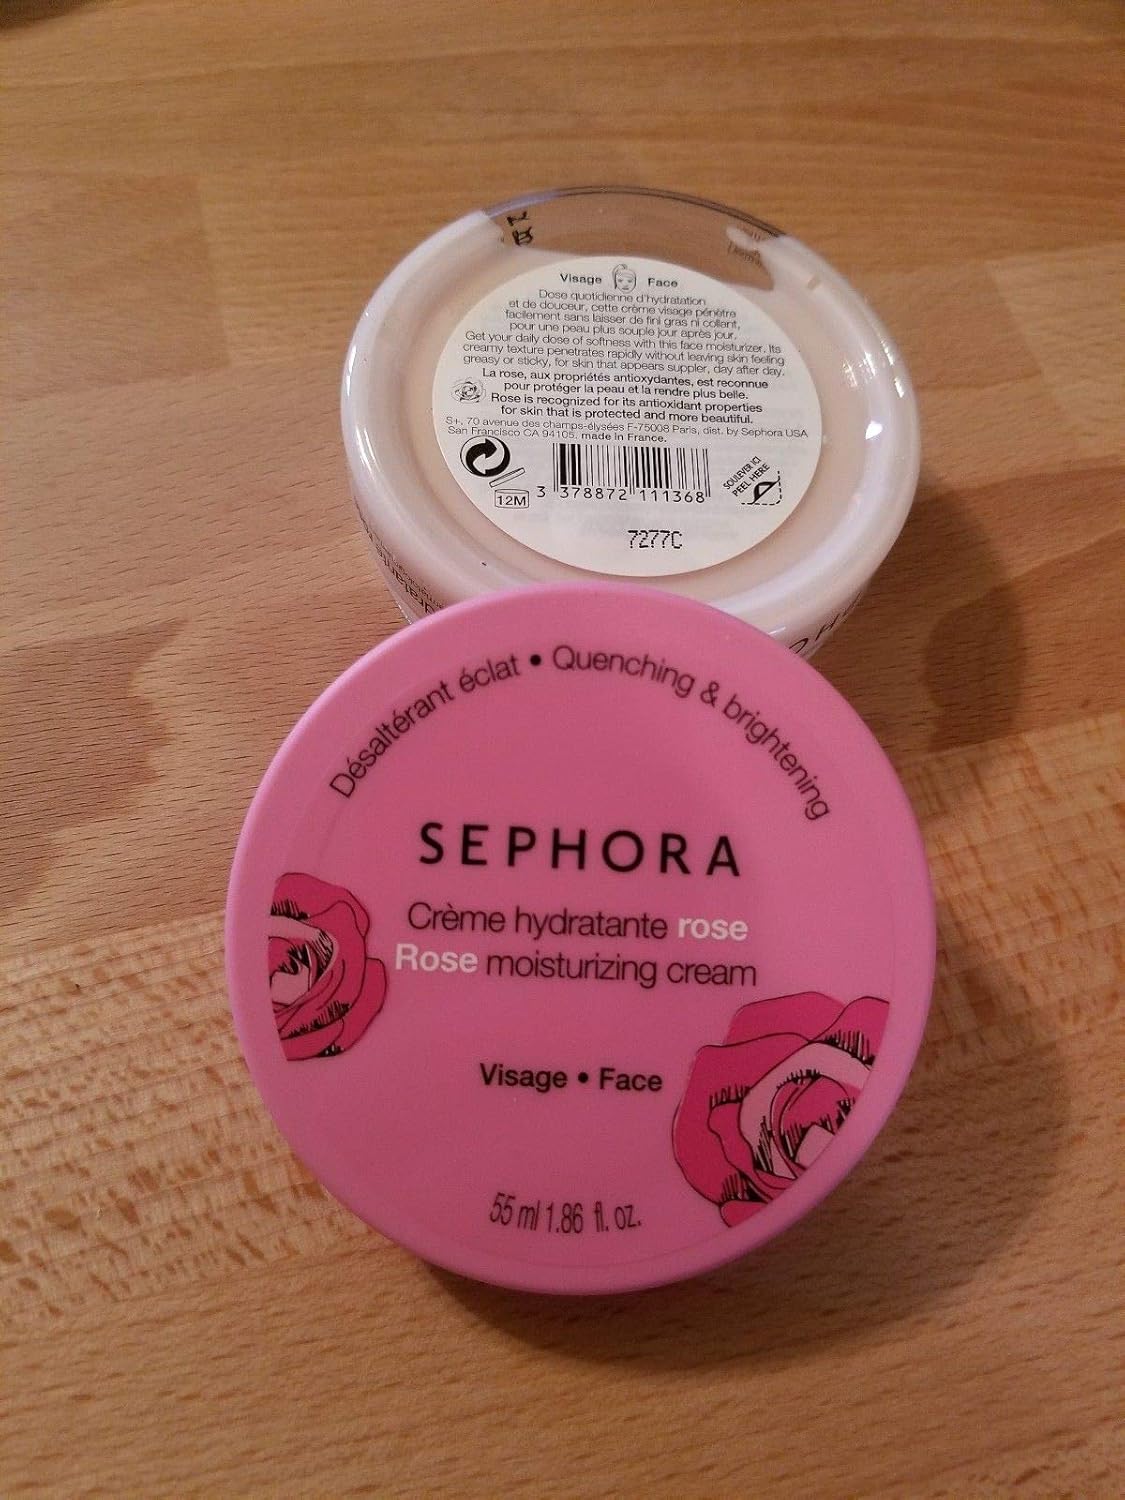 Visage Face
Dose quotidienne d'hydratation
et de douceur, cette crème visage pénètre
facilement sans laisser de fini gras ni collant,
pour une peau plus souple jour après jour.
Get your daily dose of softness with this face moisturizer. Its
creamy texture penetrates rapidly without leaving skin feeling
greasy or sticky, for skin that appears suppler, day after day.
La rose, aux propriétés antioxydantes, est reconnue
pour protéger la peau et la rendre plus belle.
Rose is recognized for its antioxidant properties
for skin that is protected and more beautiful.
S+, 70 avenue des champs-élysées F-75008 Paris, dist. by Sephora USA
San Francisco CA 94105, made in France.
12M
3 378872 111368
SOULEVER ICI
PEEL HERE
7277C
Désaltérant éclat • Quenching & brightening
SEPHORA
Crème hydratante rose
Rose moisturizing cream
Visage • Face
55 ml 1.86 fl. oz.